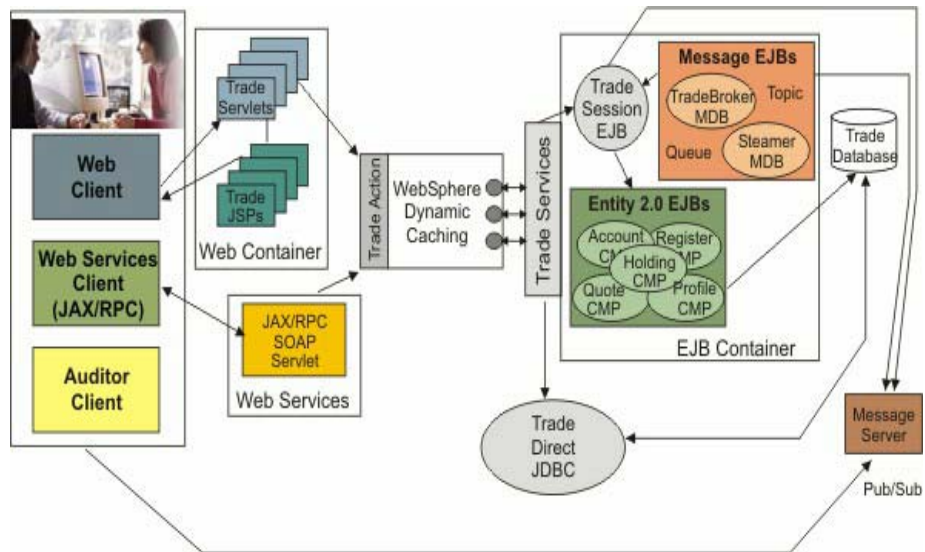 Web
Client
Web Services
Client
(JAX/RPC)
Auditor
Client
Trade
Servlets
Trade
JSPs
Web Container
JAX/RPC
SOAP
Servlet
Web Services
Trade Action
WebSphere
Dynamic
Caching
Trade Services
Trade
Session
EJB
Message EJBs
TradeBroker
MDB
Topic
Queue
Steamer
MDB
Entity 2.0 EJBs
Account
CM
Register
MP
Holding
CMP
Quote
CMP
Profile
CMP
EJB Container
Trade
Database
Trade
Direct
JDBC
Message
Server
Pub/Sub